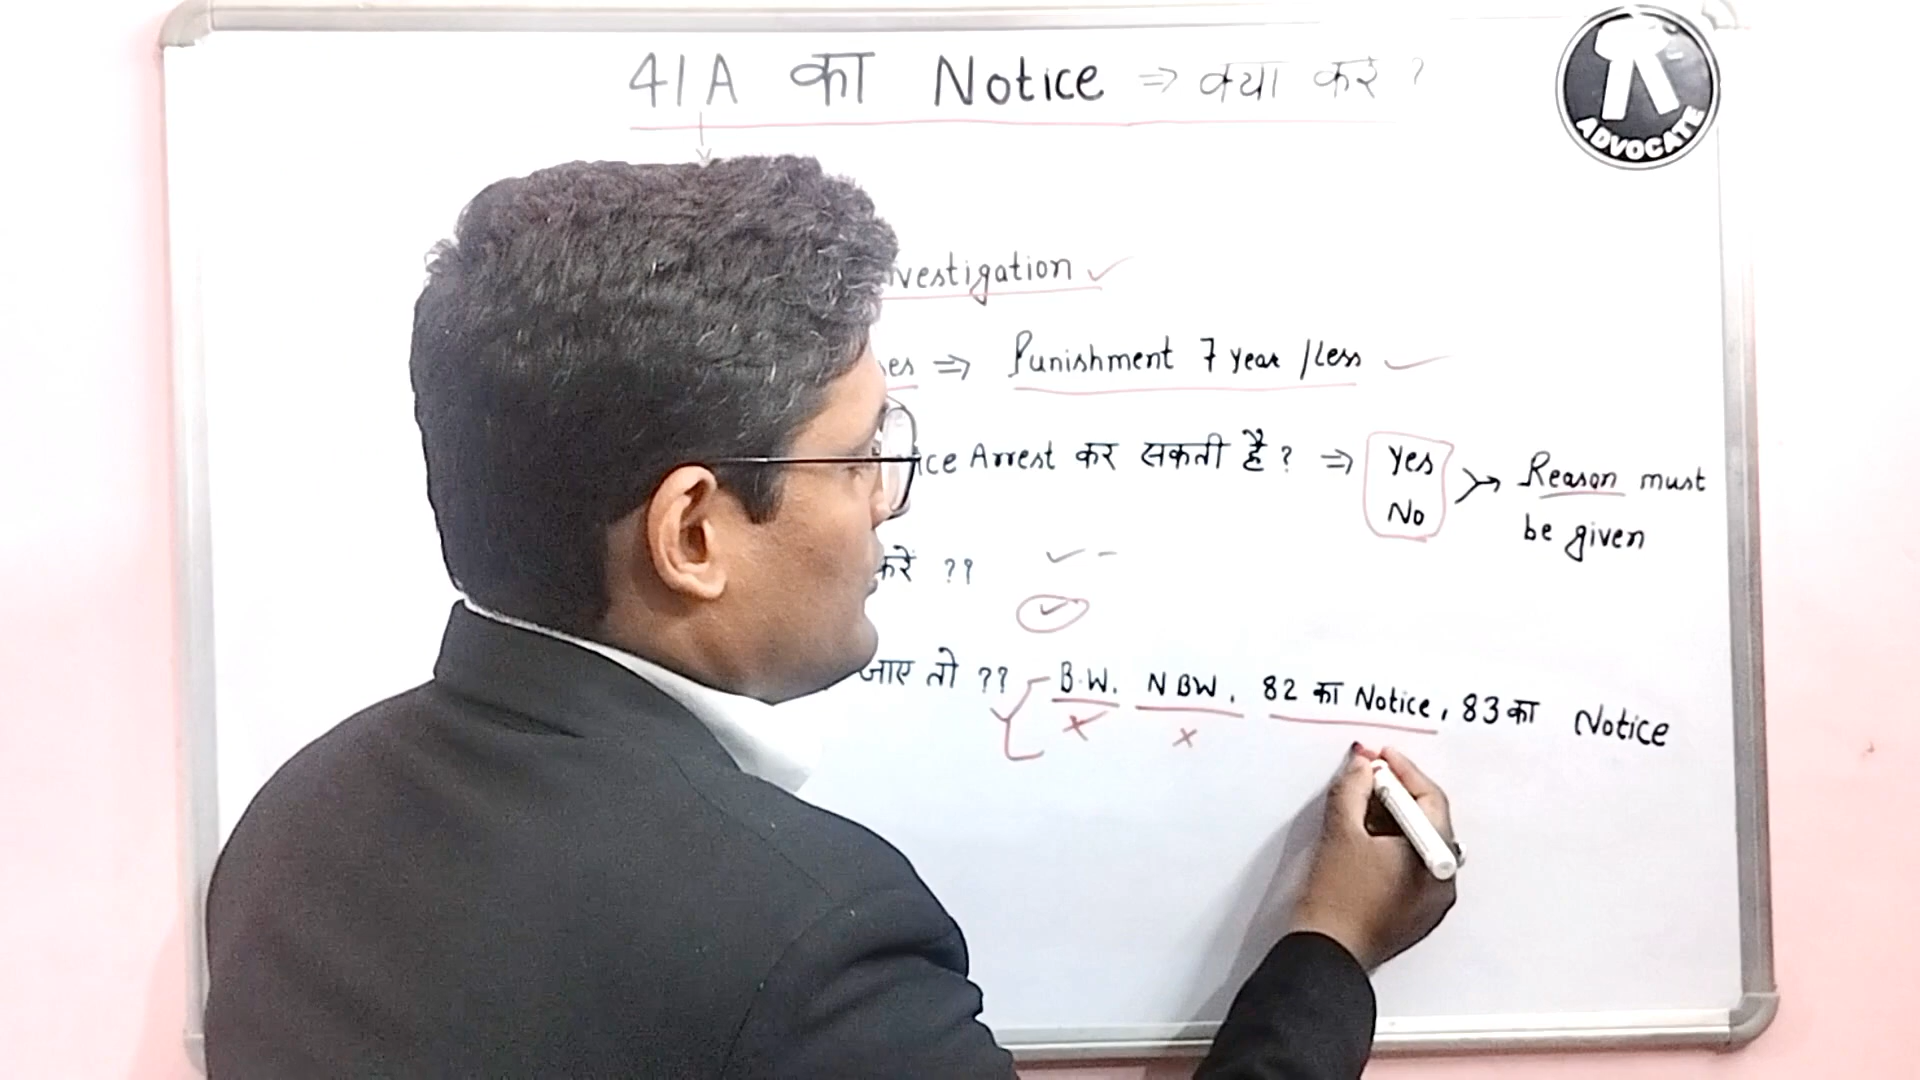 41A का Notice ⇒ क्या करें ?
ADVOCATE
vestigation ✓
es ⇒ Punishment 7 year / Less ✓
ice Arrest कर सकती है ? ⇒ Yes No Reason must
be given
करें ??
जाए तो ?? B.W. NBW, 82 का Notice, 83 का Notice